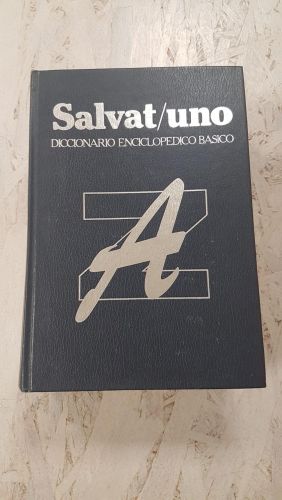 Salvat/uno
DICCIONARIO ENCICLOPEDICO BASICO
A
Z